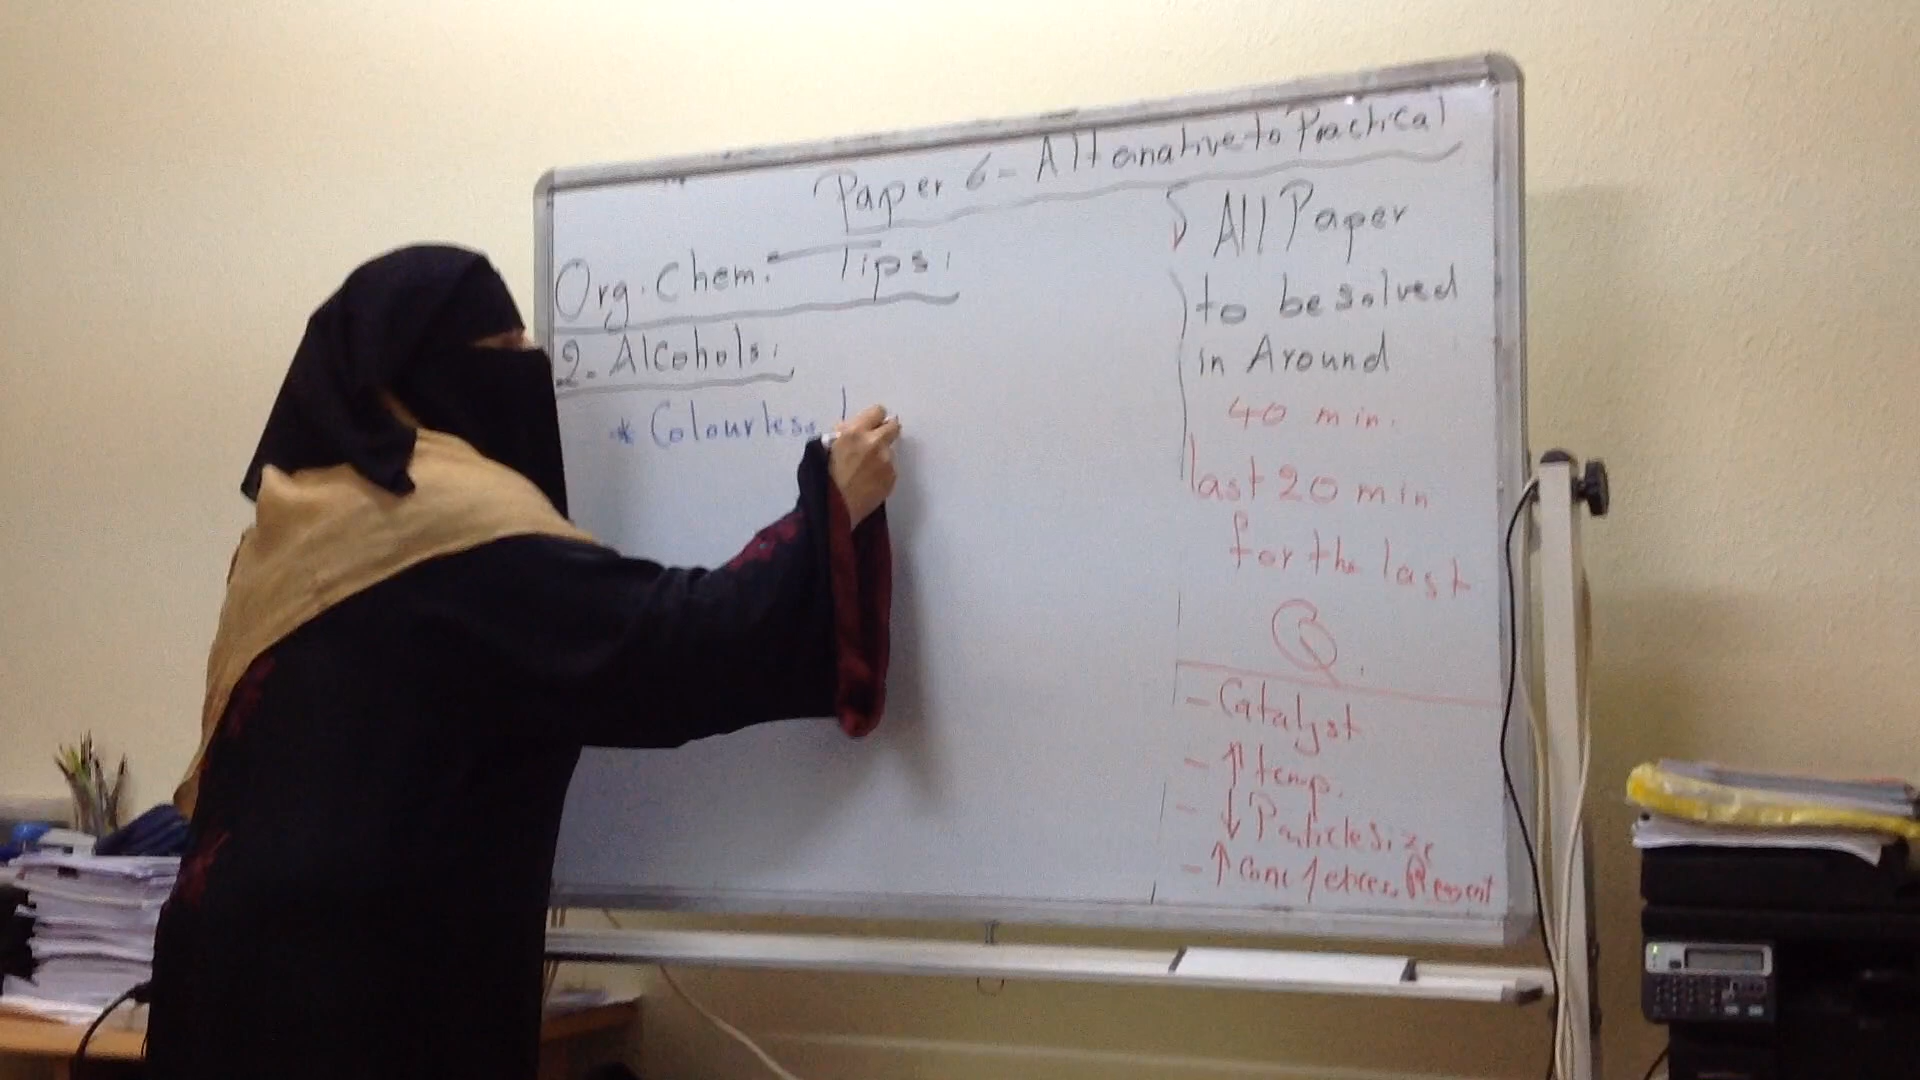 Paper 6 - Alternative to Practical
Org. Chem. - Tips:
2. Alcohols:
* Colourless
All Paper
to be solved
in Around
40 min.
last 20 min
for the last
Q.
- Catalyst
- ↑ temp.
- ↓ Particle Size
- ↑ Conc /